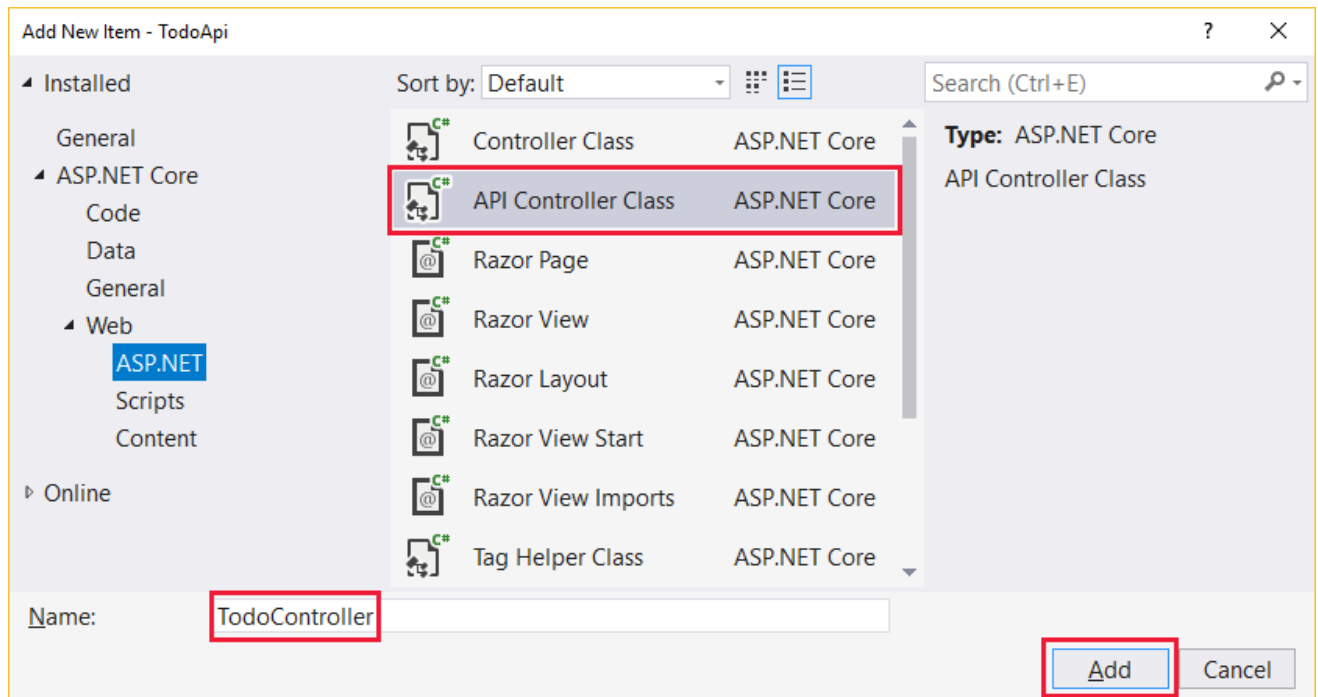 Add New Item - TodoApi
?
Installed
General
ASP.NET Core
Code
Data
General
Web
ASP.NET
Scripts
Content
Online
Sort by: Default
C# Controller Class ASP.NET Core
C# API Controller Class ASP.NET Core
C# @ Razor Page ASP.NET Core
C# @ Razor View ASP.NET Core
C# @ Razor Layout ASP.NET Core
C# @ Razor View Start ASP.NET Core
C# @ Razor View Imports ASP.NET Core
C# Tag Helper Class ASP.NET Core
Search (Ctrl+E)
Type: ASP.NET Core
API Controller Class
Name: TodoController
Add Cancel